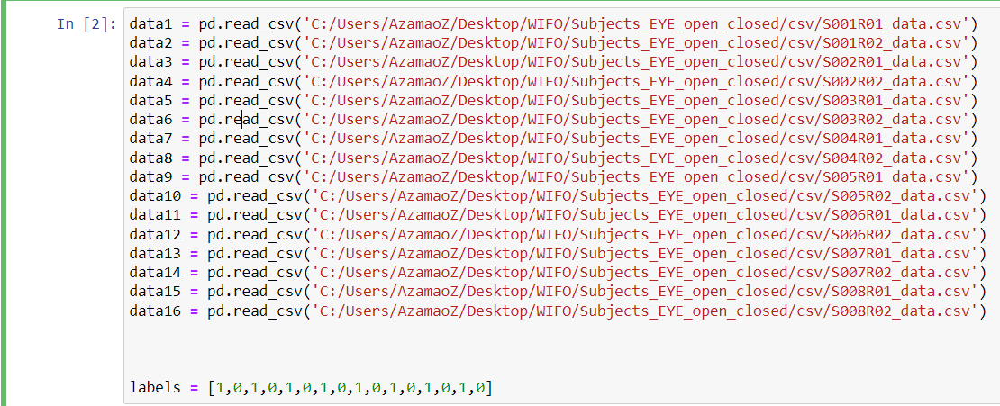 In [2]: data1 = pd.read_csv('C:/Users/AzamaoZ/Desktop/WIFO/Subjects_EYE_open_closed/csv/S001R01_data.csv')
data2 = pd.read_csv('C:/Users/AzamaoZ/Desktop/WIFO/Subjects_EYE_open_closed/csv/S001R02_data.csv')
data3 = pd.read_csv('C:/Users/AzamaoZ/Desktop/WIFO/Subjects_EYE_open_closed/csv/S002R01_data.csv')
data4 = pd.read_csv('C:/Users/AzamaoZ/Desktop/WIFO/Subjects_EYE_open_closed/csv/S002R02_data.csv')
data5 = pd.read_csv('C:/Users/AzamaoZ/Desktop/WIFO/Subjects_EYE_open_closed/csv/S003R01_data.csv')
data6 = pd.read_csv('C:/Users/AzamaoZ/Desktop/WIFO/Subjects_EYE_open_closed/csv/S003R02_data.csv')
data7 = pd.read_csv('C:/Users/AzamaoZ/Desktop/WIFO/Subjects_EYE_open_closed/csv/S004R01_data.csv')
data8 = pd.read_csv('C:/Users/AzamaoZ/Desktop/WIFO/Subjects_EYE_open_closed/csv/S004R02_data.csv')
data9 = pd.read_csv('C:/Users/AzamaoZ/Desktop/WIFO/Subjects_EYE_open_closed/csv/S005R01_data.csv')
data10 = pd.read_csv('C:/Users/AzamaoZ/Desktop/WIFO/Subjects_EYE_open_closed/csv/S005R02_data.csv')
data11 = pd.read_csv('C:/Users/AzamaoZ/Desktop/WIFO/Subjects_EYE_open_closed/csv/S006R01_data.csv')
data12 = pd.read_csv('C:/Users/AzamaoZ/Desktop/WIFO/Subjects_EYE_open_closed/csv/S006R02_data.csv')
data13 = pd.read_csv('C:/Users/AzamaoZ/Desktop/WIFO/Subjects_EYE_open_closed/csv/S007R01_data.csv')
data14 = pd.read_csv('C:/Users/AzamaoZ/Desktop/WIFO/Subjects_EYE_open_closed/csv/S007R02_data.csv')
data15 = pd.read_csv('C:/Users/AzamaoZ/Desktop/WIFO/Subjects_EYE_open_closed/csv/S008R01_data.csv')
data16 = pd.read_csv('C:/Users/AzamaoZ/Desktop/WIFO/Subjects_EYE_open_closed/csv/S008R02_data.csv')
labels = [1,0,1,0,1,0,1,0,1,0,1,0,1,0,1,0]